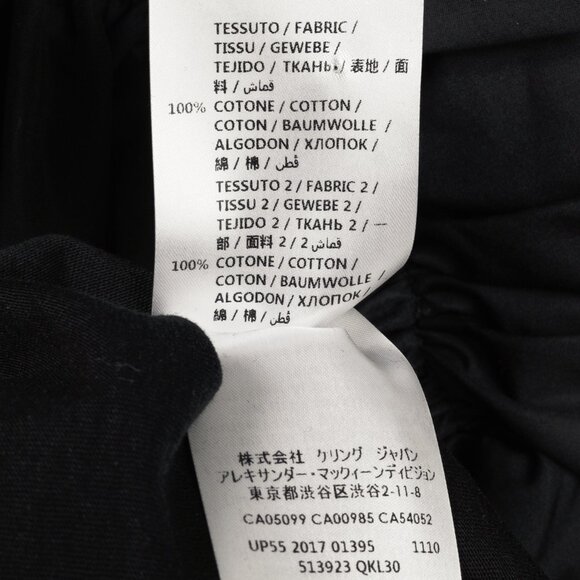 TESSUTO / FABRIC /
TISSU / GEWEBE /
TEJIDO / ТКАНЬ / 表地 / 面
料 / قماش /
100% COTONE / COTTON /
COTON / BAUMWOLLE /
ALGODON / ХЛОПОК /
綿 / 棉 / قُطن /
TESSUTO 2 / FABRIC 2 /
TISSU 2 / GEWEBE 2 /
TEJIDO 2 / ТКАНЬ 2 / 一
部 / 面料 2 / قماش 2 /
100% COTONE / COTTON /
COTON / BAUMWOLLE /
ALGODON / ХЛОПОК /
綿 / 棉 / قُطن /
株式会社 ケリング ジャパン
アレキサンダー・マックィーンディビジョン
東京都渋谷区渋谷2-11-8
CA05099 CA00985 CA54052
UP55 2017 01395 1110
513923 QKL30